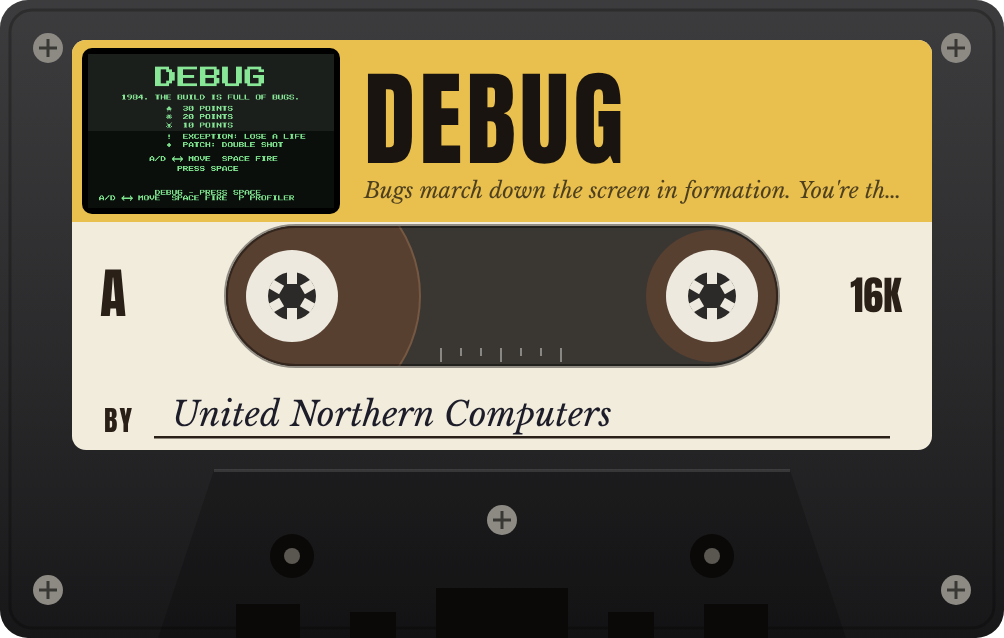 DEBUG
1984. THE BUILD IS FULL OF BUGS.
30 POINTS
20 POINTS
10 POINTS
! EXCEPTION: LOSE A LIFE
♦ PATCH: DOUBLE SHOT
A/D ↔ MOVE SPACE FIRE
PRESS SPACE
DEBUG - PRESS SPACE
A/D ↔ MOVE SPACE FIRE P PROFILER
DEBUG
Bugs march down the screen in formation. You're th...
A
16K
BY United Northern Computers